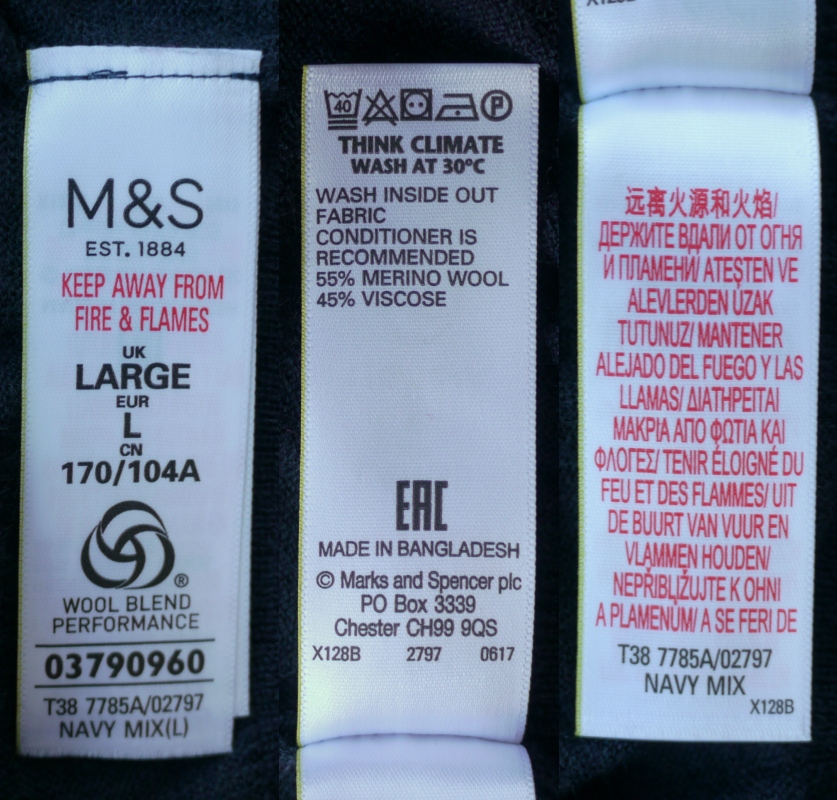 M&S
EST. 1884
KEEP AWAY FROM
FIRE & FLAMES
UK
LARGE
EUR
L
CN
170/104A
®
WOOL BLEND
PERFORMANCE
03790960
T38 7785A/02797
NAVY MIX(L)
40
P
THINK CLIMATE
WASH AT 30ºC
WASH INSIDE OUT
FABRIC
CONDITIONER IS
RECOMMENDED
55% MERINO WOOL
45% VISCOSE
EAC
MADE IN BANGLADESH
© Marks and Spencer plc
PO Box 3339
Chester CH99 9QS
X128B 2797 0617
X128B
远离火源和火焰/
ДЕРЖИТЕ ВДАЛИ ОТ ОГНЯ
И ПЛАМЕНИ/ ATEŞTEN VE
ALEVLERDEN UZAK
TUTUNUZ/ MANTENER
ALEJADO DEL FUEGO Y LAS
LLAMAS/ ΔΙΑΤΗΡΕΙΤΑΙ
ΜΑΚΡΙΑ ΑΠΟ ΦΩΤΙΑ ΚΑΙ
ΦΛΟΓΕΣ/ TENIR ÉLOIGNÉ DU
FEU ET DES FLAMMES/ UIT
DE BUURT VAN VUUR EN
VLAMMEN HOUDEN/
NEPŘIBLIŽUJTE K OHNI
A PLAMENŮM/ A SE FERI DE
T38 7785A/02797
NAVY MIX
X128B